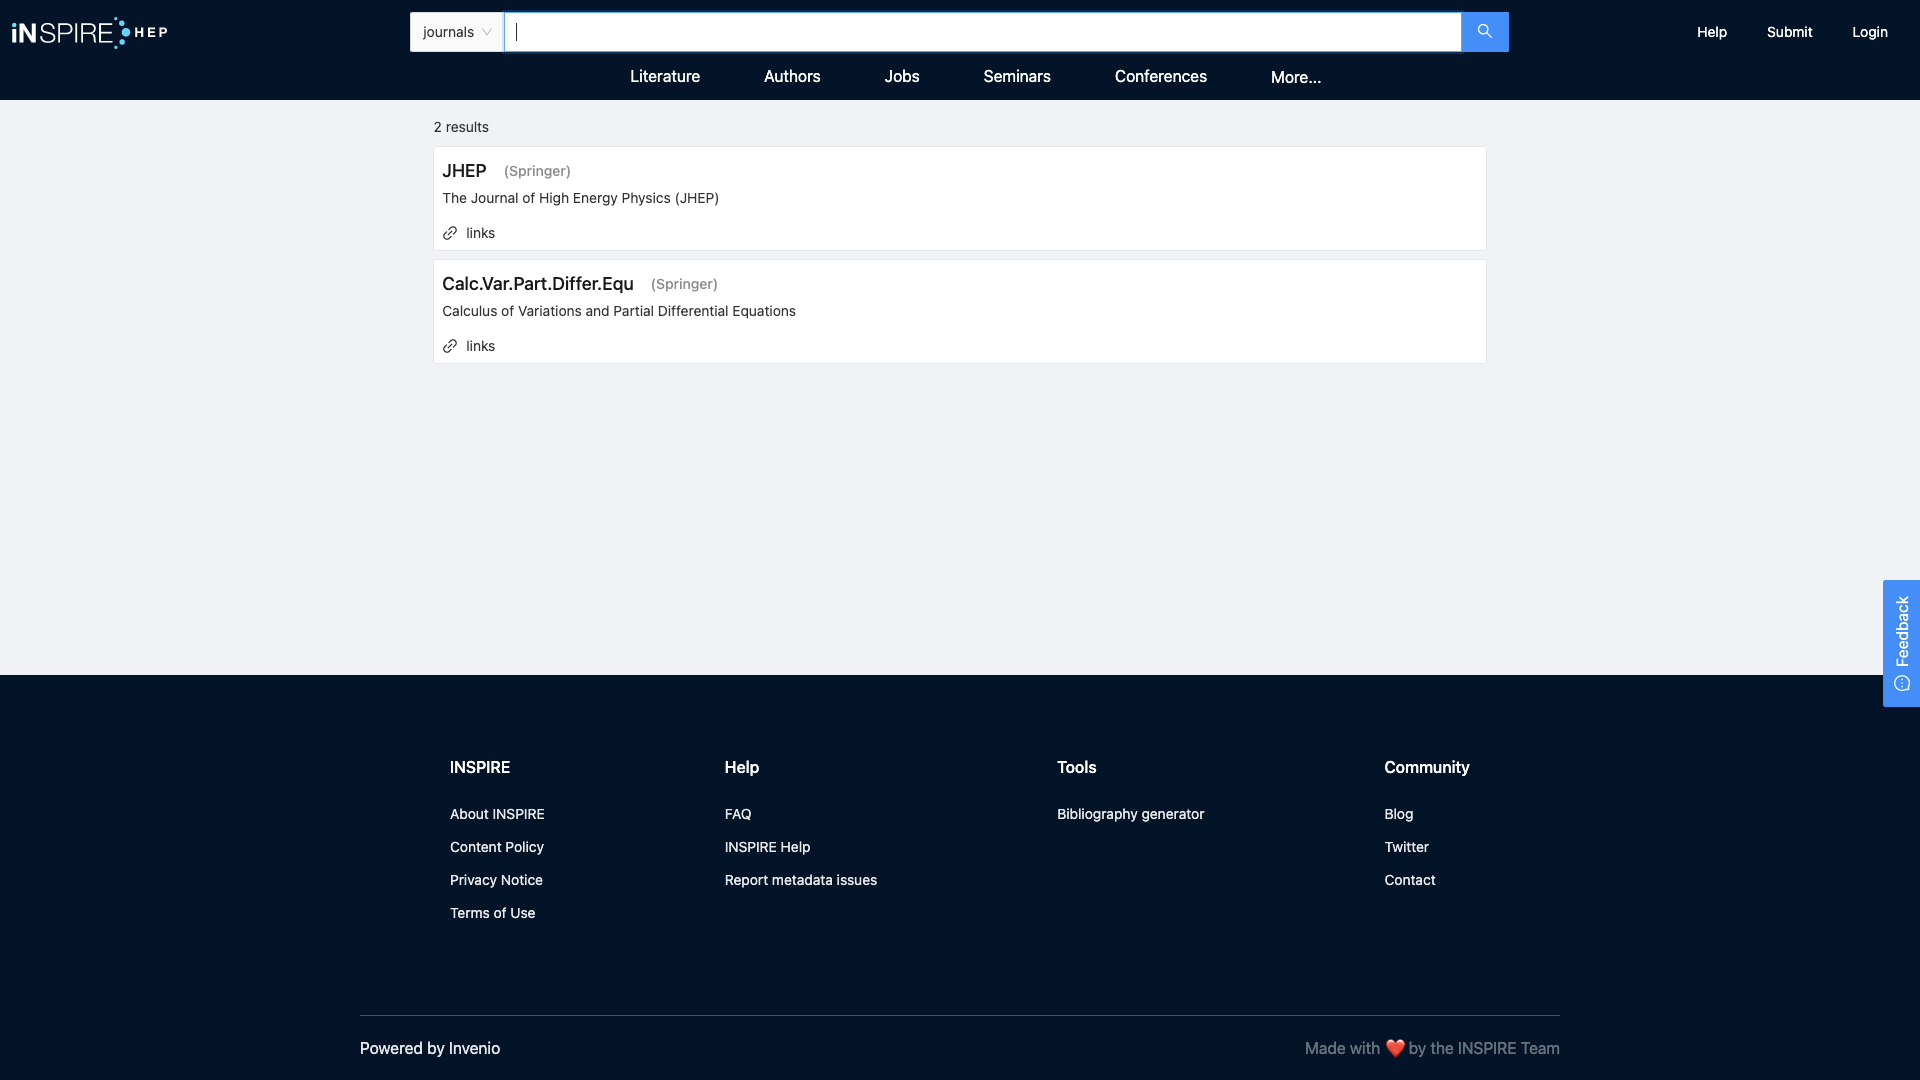 iNSPIRE HEP
journals
Help
Submit
Login
Literature
Authors
Jobs
Seminars
Conferences
More...
2 results
JHEP (Springer)
The Journal of High Energy Physics (JHEP)
links
Calc.Var.Part.Differ.Equ (Springer)
Calculus of Variations and Partial Differential Equations
links
Feedback
INSPIRE
About INSPIRE
Content Policy
Privacy Notice
Terms of Use
Help
FAQ
INSPIRE Help
Report metadata issues
Tools
Bibliography generator
Community
Blog
Twitter
Contact
Powered by Invenio
Made with ❤️ by the INSPIRE Team